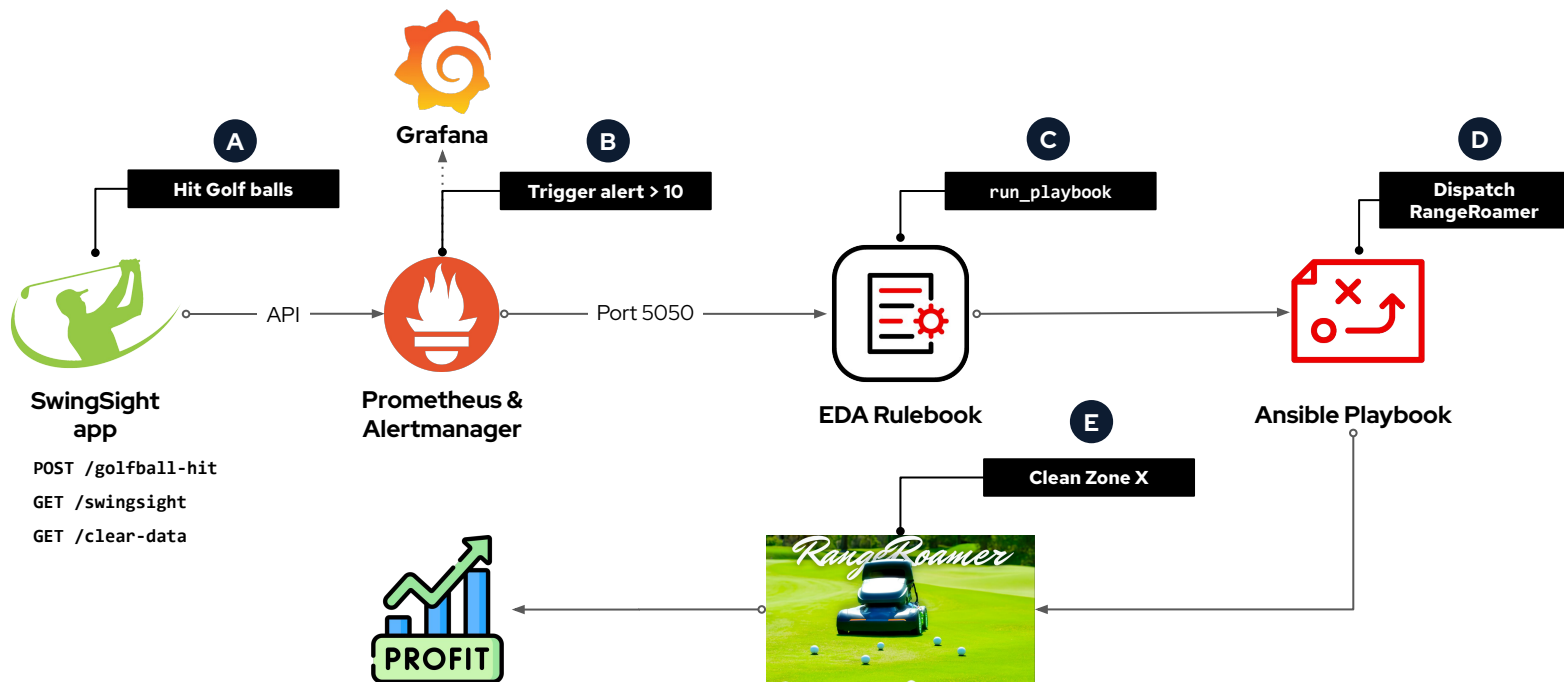 Grafana
A
B
C
D
Hit Golf balls
Trigger alert > 10
run_playbook
Dispatch
RangeRoamer
API
Port 5050
SwingSight
app
Prometheus &
Alertmanager
EDA Rulebook
Ansible Playbook
POST /golfball-hit
GET /swingsight
GET /clear-data
E
Clean Zone X
RangeRoamer
PROFIT